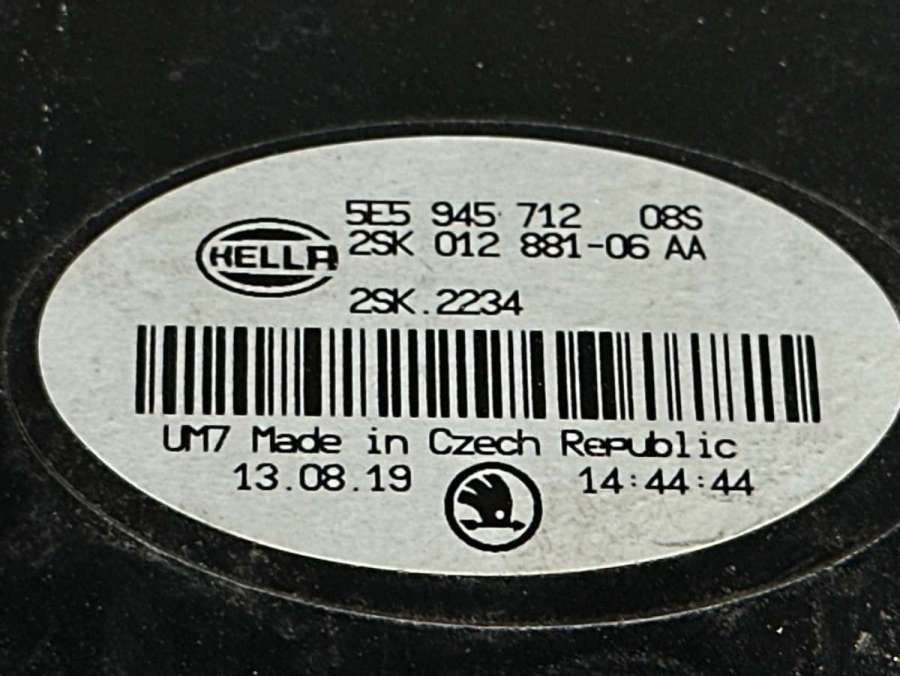 5E5 945 712 08S
HELLA
2SK 012 881-06 AA
2SK.2234
UM7 Made in Czech Republic
13.08.19 14:44:44